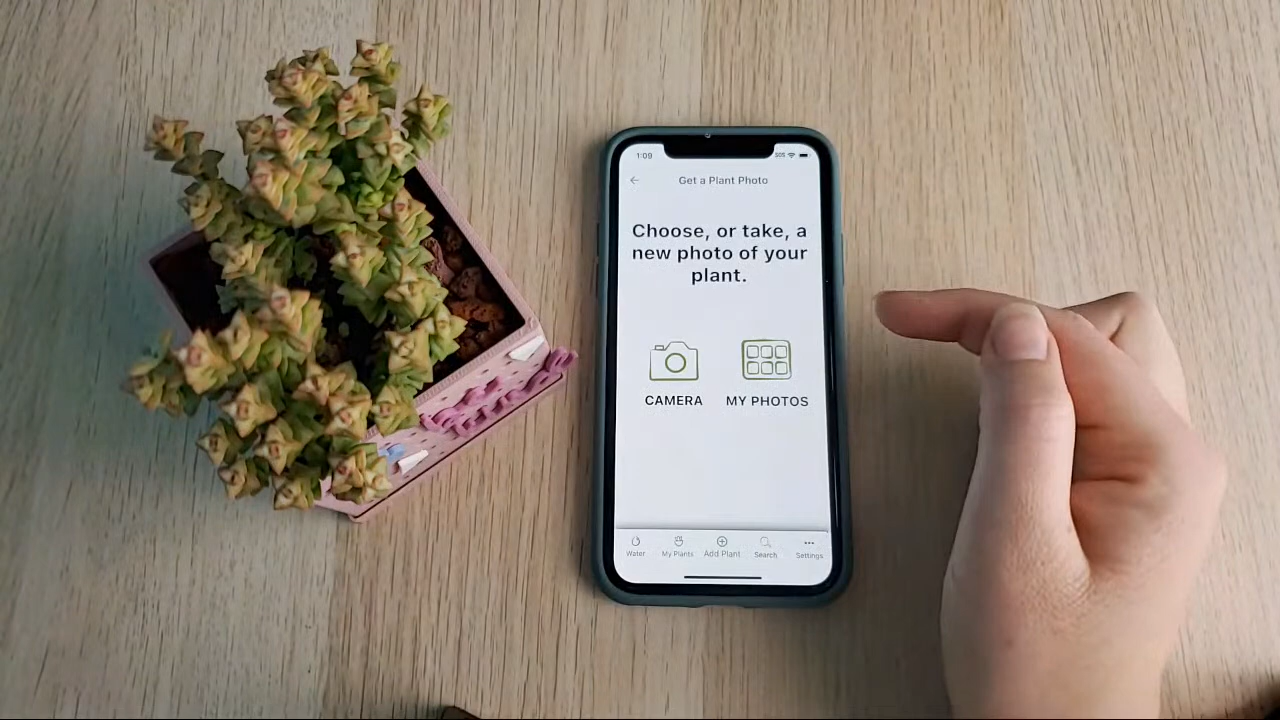 1:09 SOS
Get a Plant Photo
Choose, or take, a
new photo of your
plant.
CAMERA MY PHOTOS
Water My Plants Add Plant Search Settings